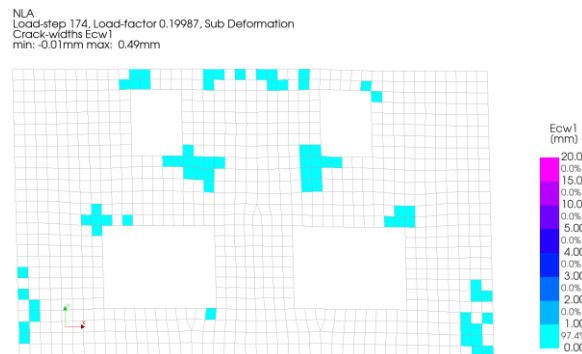 NLA
Load-step 174, Load-factor 0.19987, Sub Deformation
Crack-widths Ecw1
min: -0.01mm max: 0.49mm
Ecw1
[mm]
20.0
0.0%
15.0
0.0%
10.0
0.0%
5.00
0.0%
4.00
0.0%
3.00
0.0%
2.00
0.0%
1.00
97.4%
0.00